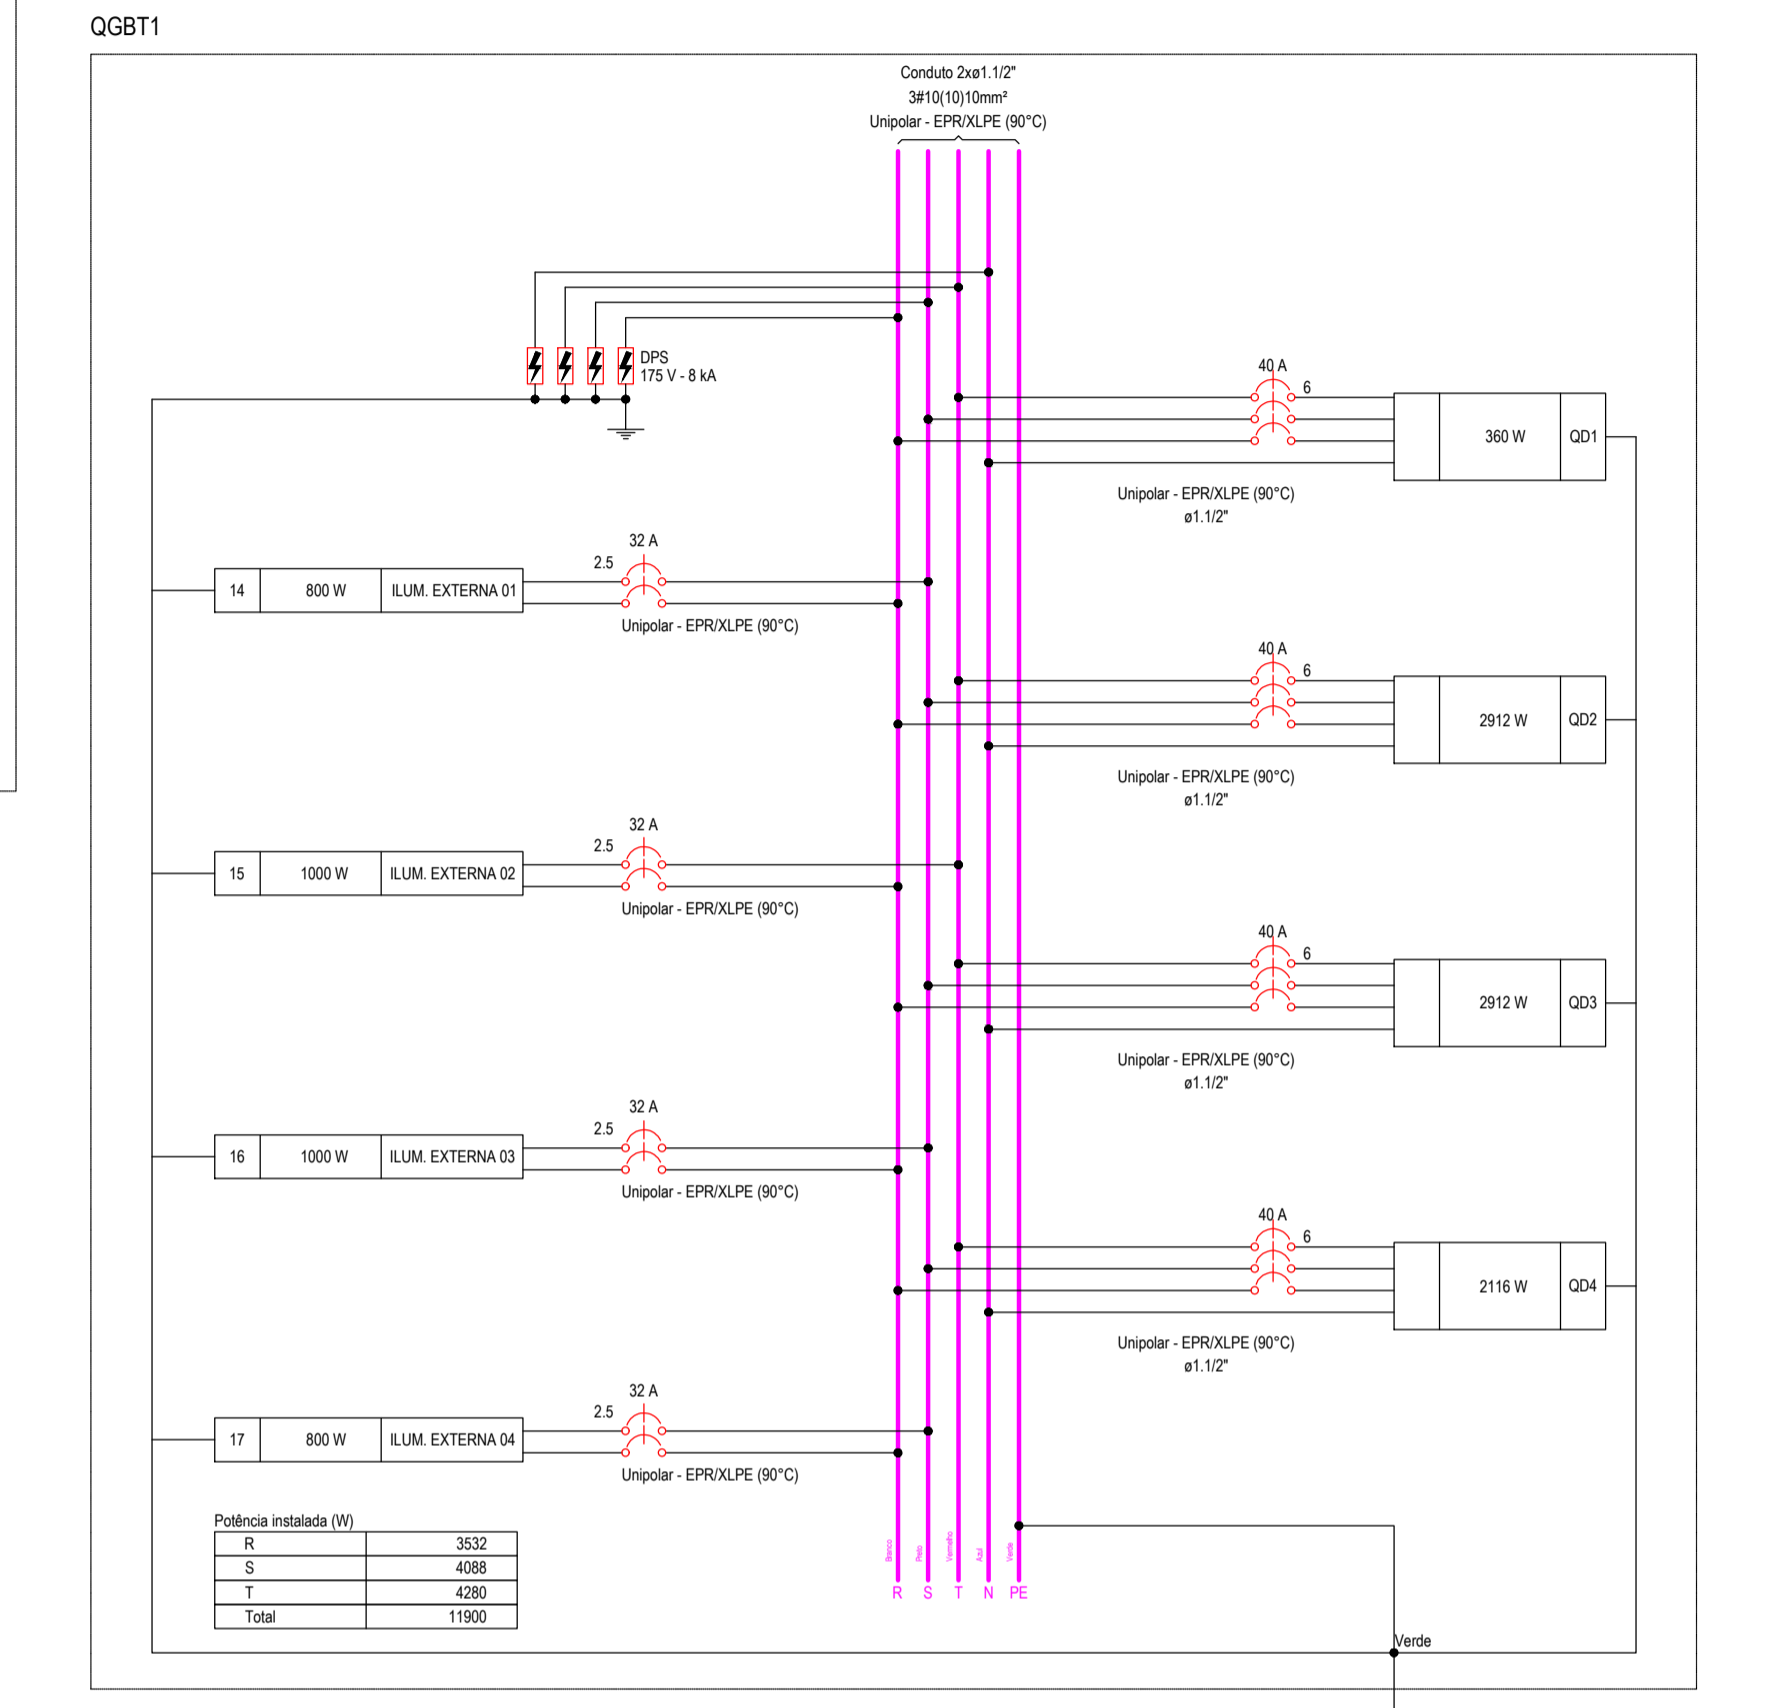 QGBT1
Conduto 2xø1.1/2"
3#10(10)10mm²
Unipolar - EPR/XLPE (90°C)
DPS
175 V - 8 kA
40 A
6
360 W
QD1
Unipolar - EPR/XLPE (90°C)
ø1.1/2"
32 A
2.5
14
800 W
ILUM. EXTERNA 01
Unipolar - EPR/XLPE (90°C)
40 A
6
2912 W
QD2
Unipolar - EPR/XLPE (90°C)
ø1.1/2"
32 A
2.5
15
1000 W
ILUM. EXTERNA 02
Unipolar - EPR/XLPE (90°C)
40 A
6
2912 W
QD3
Unipolar - EPR/XLPE (90°C)
ø1.1/2"
32 A
2.5
16
1000 W
ILUM. EXTERNA 03
Unipolar - EPR/XLPE (90°C)
40 A
6
2116 W
QD4
Unipolar - EPR/XLPE (90°C)
ø1.1/2"
32 A
2.5
17
800 W
ILUM. EXTERNA 04
Unipolar - EPR/XLPE (90°C)
Potência instalada (W)
R 3532
S 4088
T 4280
Total 11900
Branco
Preto
Vermelho
Azul
Verde
R S T N PE
Verde